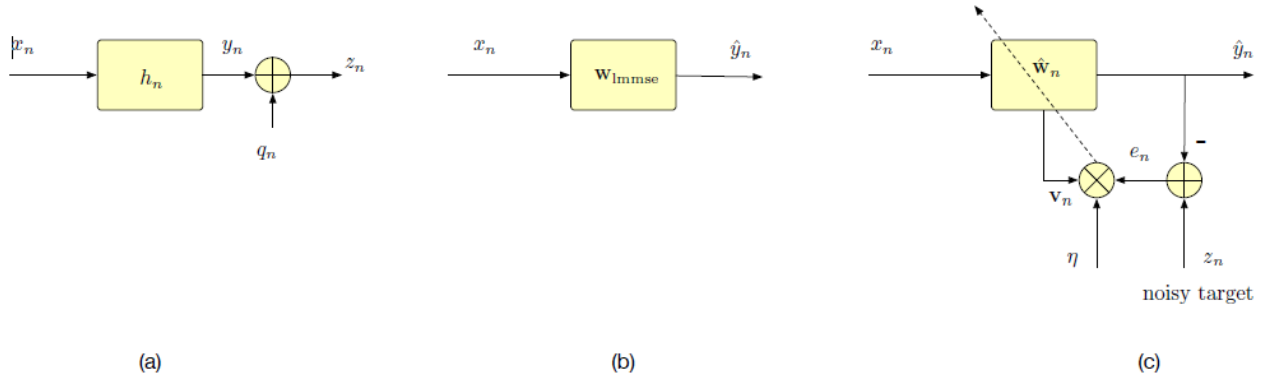 x_n
h_n
y_n
z_n
q_n
(a)
x_n
w_lmmse
ŷ_n
(b)
x_n
ŵ_n
ŷ_n
-
e_n
v_n
η
z_n
noisy target
(c)